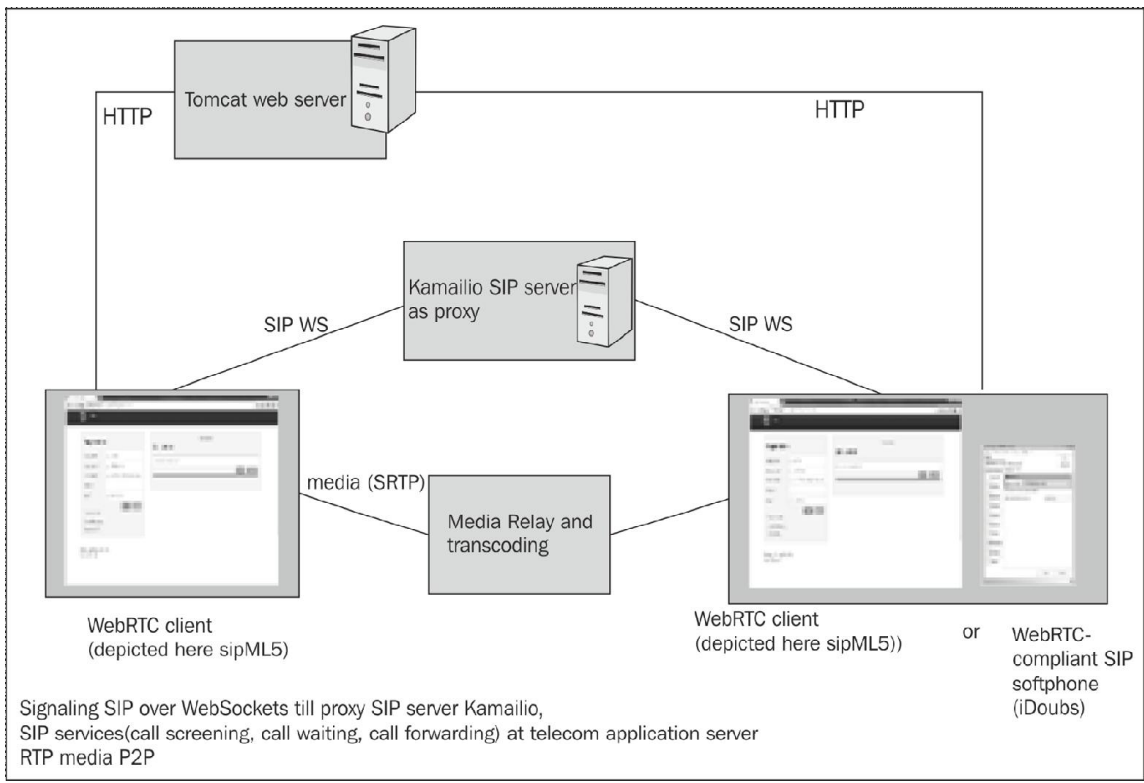 Tomcat web server
HTTP
HTTP
Kamailio SIP server
as proxy
SIP WS
SIP WS
media (SRTP)
Media Relay and
transcoding
WebRTC client
(depicted here sipML5)
WebRTC client
(depicted here sipML5))
or
WebRTC-
compliant SIP
softphone
(iDoubs)
Signaling SIP over WebSockets till proxy SIP server Kamailio,
SIP services(call screening, call waiting, call forwarding) at telecom application server
RTP media P2P